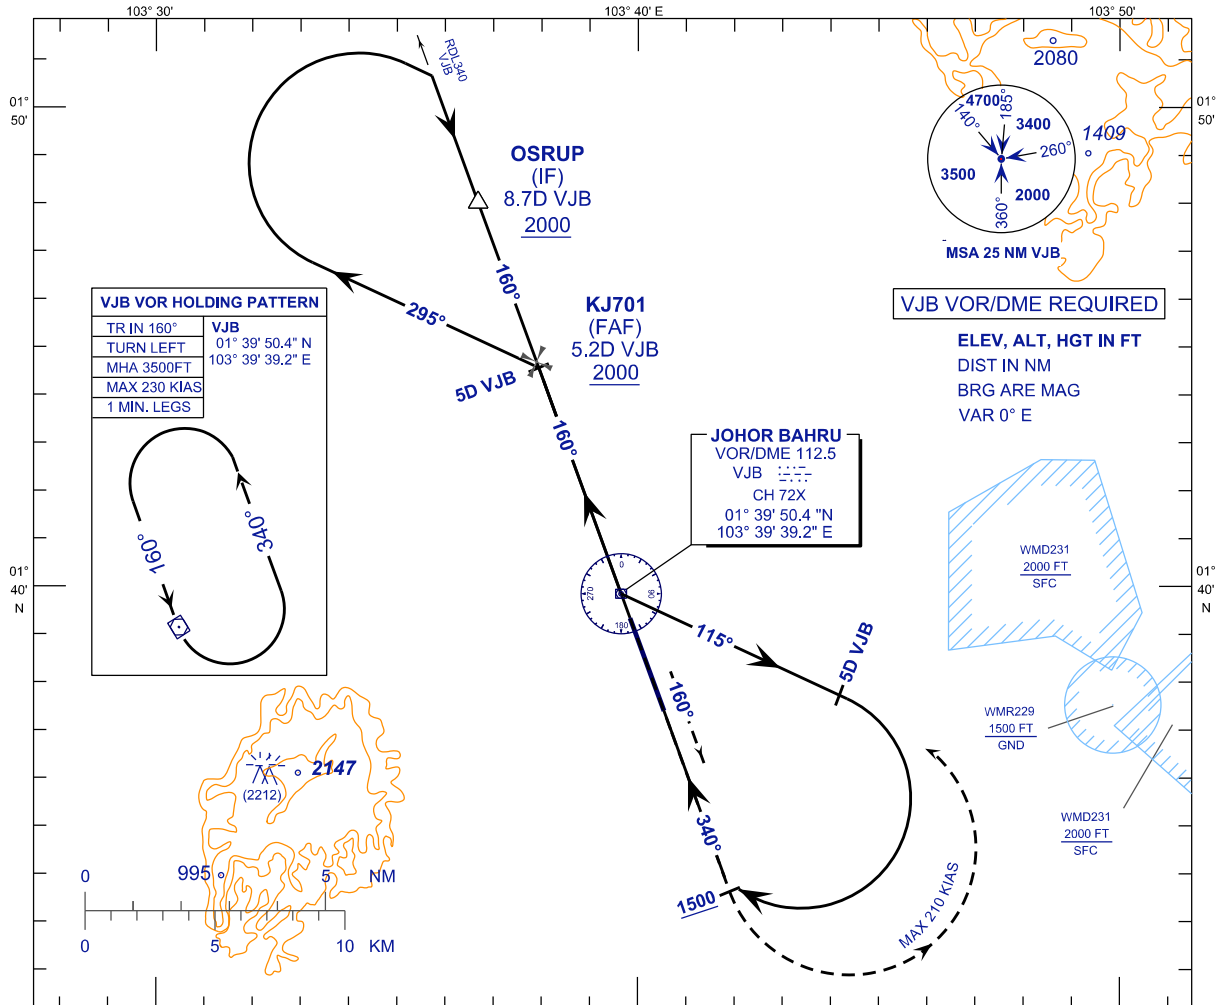 103° 30'
103° 40' E
103° 50'
01°
50'
RDL340
VJB
OSRUP
(IF)
8.7D VJB
2000
2080
4700
185°
140°
3400
260°
1409
3500
2000
360°
MSA 25 NM VJB
01°
50'
VJB VOR/DME REQUIRED
ELEV, ALT, HGT IN FT
DIST IN NM
BRG ARE MAG
VAR 0° E
160°
295°
KJ701
(FAF)
5.2D VJB
2000
5D VJB
160°
VJB VOR HOLDING PATTERN
TR IN 160°
TURN LEFT
MHA 3500FT
MAX 230 KIAS
1 MIN. LEGS
VJB
01° 39' 50.4" N
103° 39' 39.2" E
160°
340°
JOHOR BAHRU
VOR/DME 112.5
VJB
CH 72X
01° 39' 50.4 "N
103° 39' 39.2" E
0
270
06
180
01°
40'
N
01°
40'
N
WMD231
2000 FT
SFC
115°
5D VJB
160°
340°
1500
MAX 210 KIAS
WMR229
1500 FT
GND
WMD231
2000 FT
SFC
2147
(2212)
995
0
5
NM
0
5
10
KM